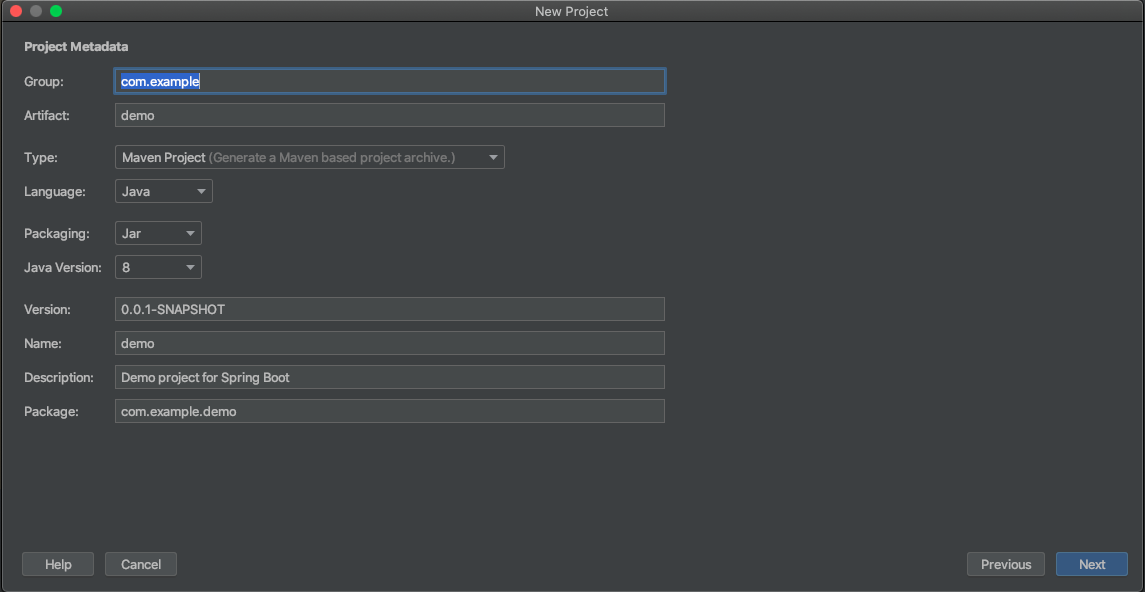 New Project
Project Metadata
Group: com.example
Artifact: demo
Type: Maven Project (Generate a Maven based project archive.)
Language: Java
Packaging: Jar
Java Version: 8
Version: 0.0.1-SNAPSHOT
Name: demo
Description: Demo project for Spring Boot
Package: com.example.demo
Help Cancel Previous Next